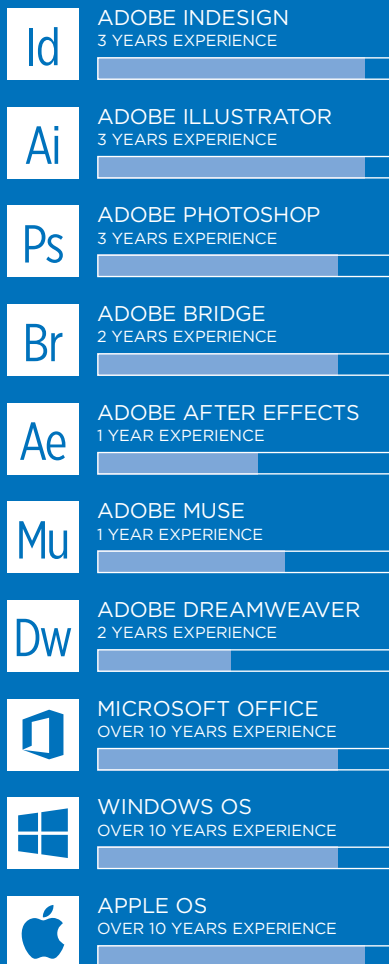 Id
ADOBE INDESIGN
3 YEARS EXPERIENCE
Ai
ADOBE ILLUSTRATOR
3 YEARS EXPERIENCE
Ps
ADOBE PHOTOSHOP
3 YEARS EXPERIENCE
Br
ADOBE BRIDGE
2 YEARS EXPERIENCE
Ae
ADOBE AFTER EFFECTS
1 YEAR EXPERIENCE
Mu
ADOBE MUSE
1 YEAR EXPERIENCE
Dw
ADOBE DREAMWEAVER
2 YEARS EXPERIENCE
MICROSOFT OFFICE
OVER 10 YEARS EXPERIENCE
WINDOWS OS
OVER 10 YEARS EXPERIENCE
APPLE OS
OVER 10 YEARS EXPERIENCE